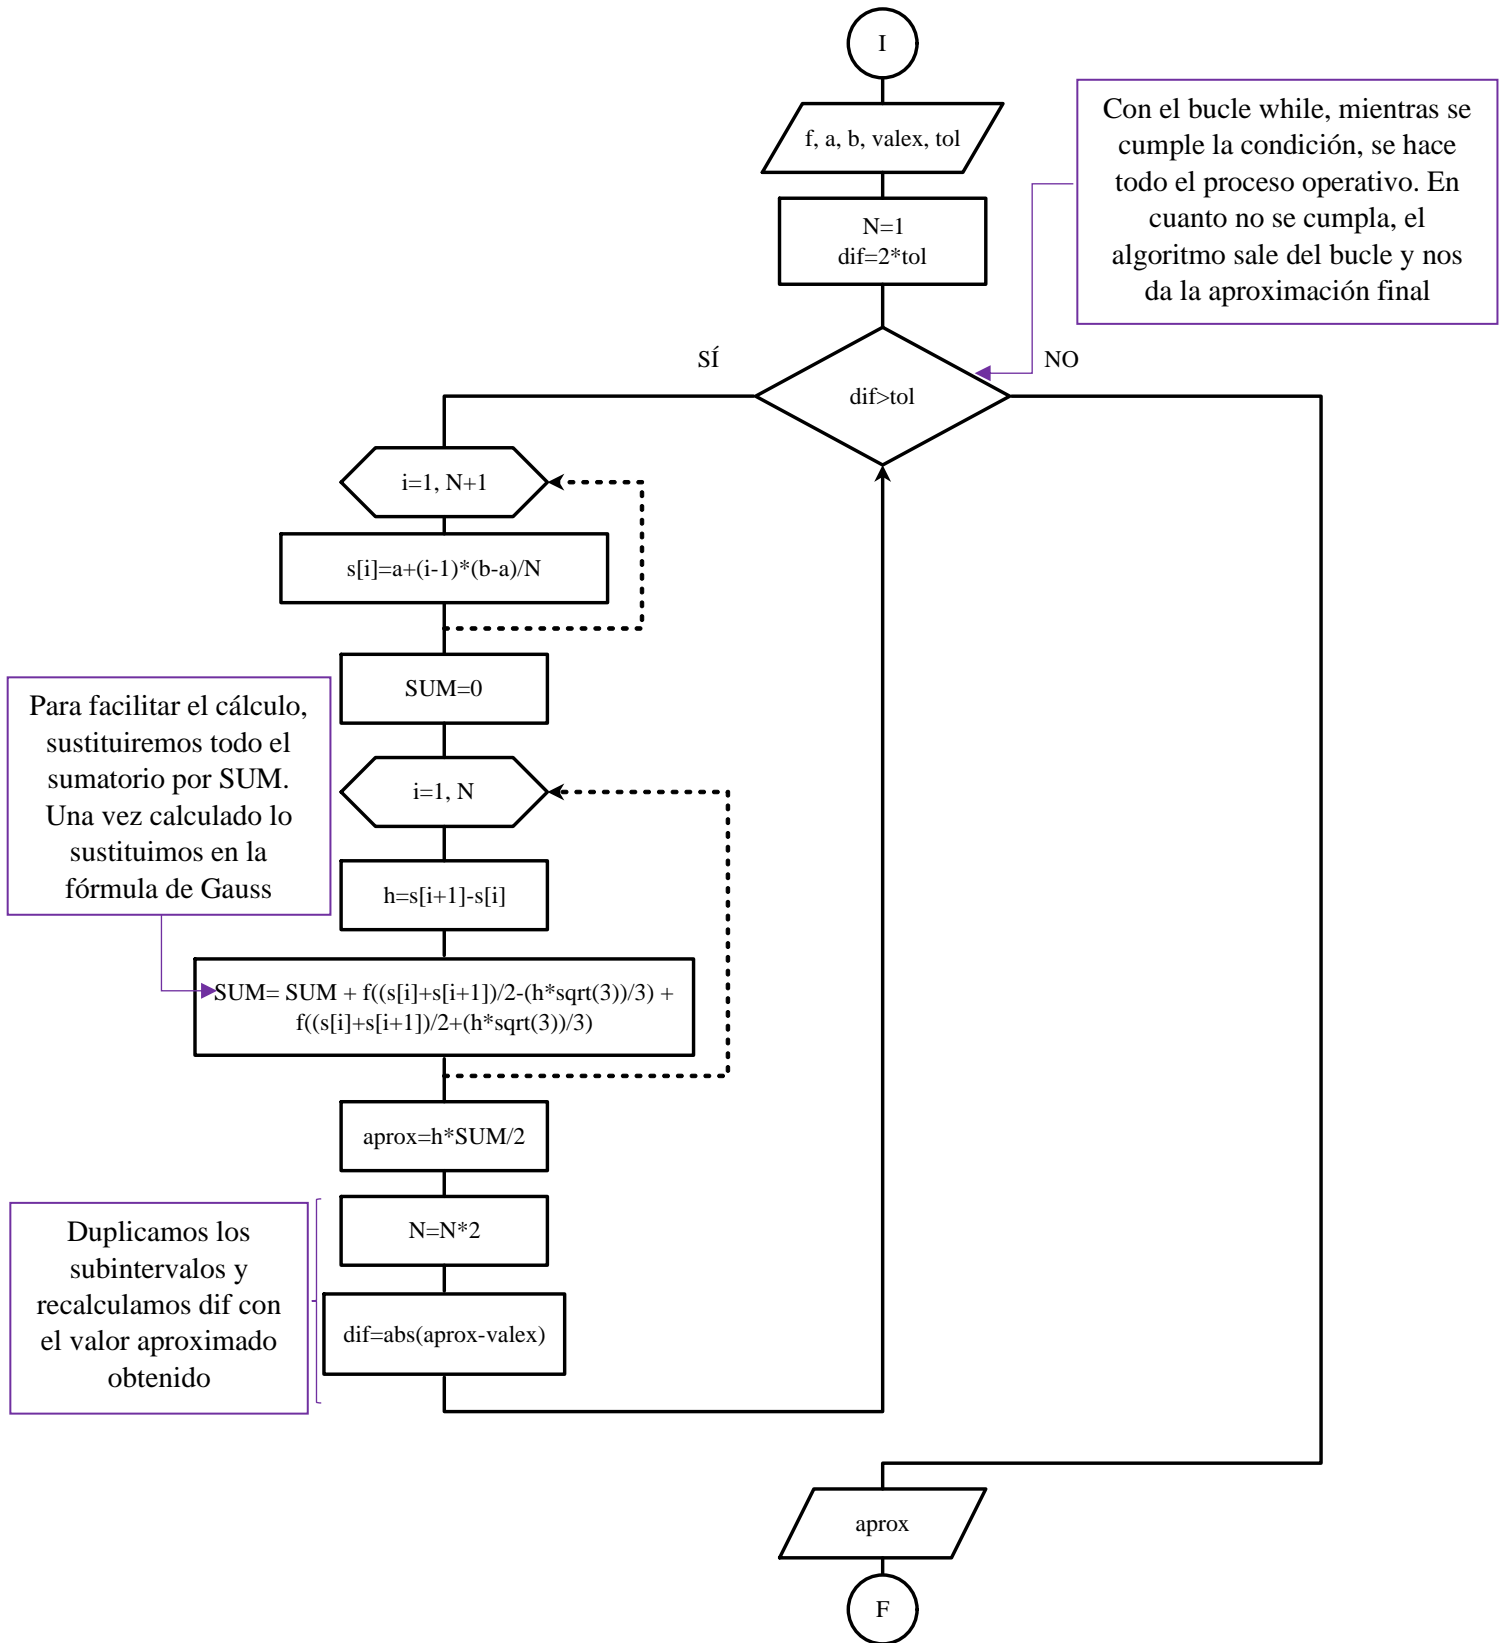 I
f, a, b, valex, tol
N=1
dif=2*tol
Con el bucle while, mientras se
cumple la condición, se hace
todo el proceso operativo. En
cuanto no se cumpla, el
algoritmo sale del bucle y nos
da la aproximación final
SÍ
NO
dif>tol
i=1, N+1
s[i]=a+(i-1)*(b-a)/N
SUM=0
Para facilitar el cálculo,
sustituiremos todo el
sumatorio por SUM.
Una vez calculado lo
sustituimos en la
fórmula de Gauss
i=1, N
h=s[i+1]-s[i]
SUM= SUM + f((s[i]+s[i+1])/2-(h*sqrt(3))/3) +
f((s[i]+s[i+1])/2+(h*sqrt(3))/3)
aprox=h*SUM/2
N=N*2
Duplicamos los
subintervalos y
recalculamos dif con
el valor aproximado
obtenido
dif=abs(aprox-valex)
aprox
F